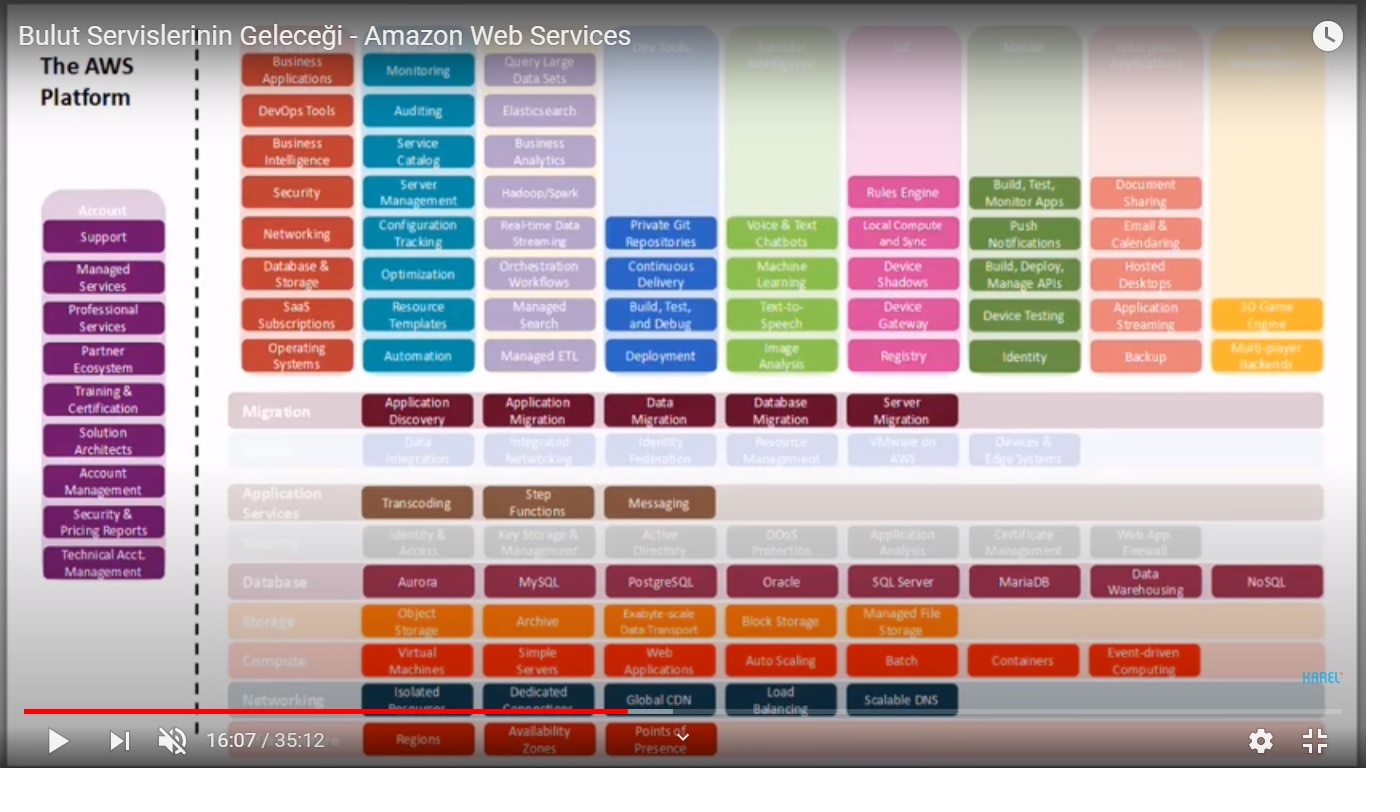 Bulut Servislerinin Geleceği - Amazon Web Services
The AWS
Platform
Account
Support
Managed
Services
Professional
Services
Partner
Ecosystem
Training &
Certification
Solution
Architects
Account
Management
Security &
Pricing Reports
Technical Acct.
Management
Business
Applications
DevOps Tools
Business
Intelligence
Security
Networking
Database &
Storage
SaaS
Subscriptions
Operating
Systems
Monitoring
Auditing
Service
Catalog
Server
Management
Configuration
Tracking
Optimization
Resource
Templates
Automation
Query Large
Data Sets
Elasticsearch
Business
Analytics
Hadoop/Spark
Real-time Data
Streaming
Orchestration
Workflows
Managed
Search
Managed ETL
Dev Tools
Private Git
Repositories
Continuous
Delivery
Build, Test,
and Debug
Deployment
Intelligence
Voice & Text
Chatbots
Machine
Learning
Text-to-
Speech
Image
Analysis
IoT
Rules Engine
Local Compute
and Sync
Device
Shadows
Device
Gateway
Registry
Mobile
Build, Test,
Monitor Apps
Push
Notifications
Build, Deploy,
Manage APIs
Device Testing
Identity
Enterprise
Applications
Document
Sharing
Email &
Calendaring
Hosted
Desktops
Application
Streaming
Backup
3D Game
Engine
Multi-player
Backends
Migration
Application
Discovery
Application
Migration
Data
Migration
Database
Migration
Server
Migration
Data
Integration
Integrated
Networking
Identity
Federation
Resource
Management
VMware on
AWS
Devices &
Edge Systems
Application
Services
Transcoding
Step
Functions
Messaging
Security
Identity &
Access
Key Storage &
Management
Active
Directory
DDoS
Protection
Application
Analysis
Certificate
Management
Web App.
Firewall
Database
Aurora
MySQL
PostgreSQL
Oracle
SQL Server
MariaDB
Data
Warehousing
NoSQL
Storage
Object
Storage
Archive
Exabyte-scale
Data Transport
Block Storage
Managed File
Storage
Compute
Virtual
Machines
Simple
Servers
Web
Applications
Auto Scaling
Batch
Containers
Event-driven
Computing
KAREL
Networking
Isolated
Resources
Dedicated
Connections
Global CDN
Load
Balancing
Scalable DNS
Regions
Availability
Zones
Points of
Presence
16:07 / 35:12